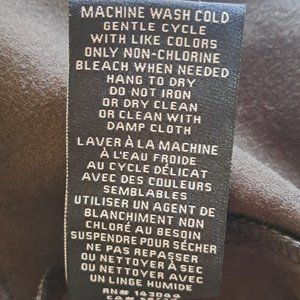 MACHINE WASH COLD
GENTLE CYCLE
WITH LIKE COLORS
ONLY NON-CHLORINE
BLEACH WHEN NEEDED
HANG TO DRY
DO NOT IRON
OR DRY CLEAN
OR CLEAN WITH
DAMP CLOTH
LAVER À LA MACHINE
À L'EAU FROIDE
AU CYCLE DÉLICAT
AVEC DES COULEURS
SEMBLABLES
UTILISER UN AGENT DE
BLANCHIMENT NON
CHLORÉ AU BESOIN
SUSPENDRE POUR SÉCHER
NE PAS REPASSER
OU NETTOYER À SEC
OU NETTOYER AVEC
UN LINGE HUMIDE
RN#